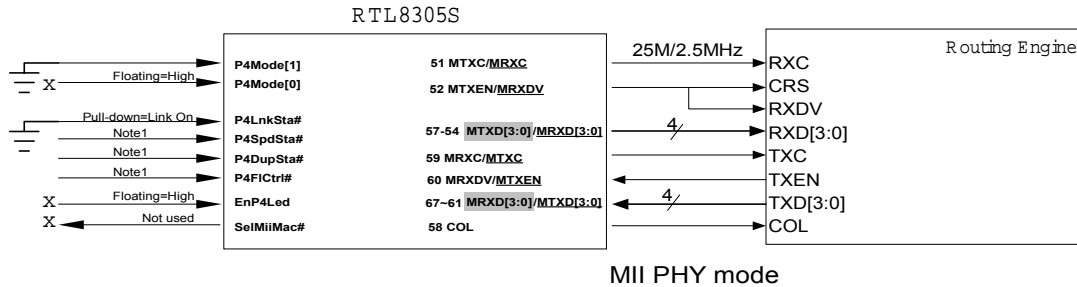 RTL8305S
Routing Engine
P4Mode[1]
Floating=High
P4Mode[0]
X
Pull-down=Link On
P4LnkSta#
Note1
P4SpdSta#
Note1
P4DupSta#
Note1
P4FlCtrl#
X
Floating=High
EnP4Led
X
Not used
SelMiiMac#
51 MTXC/MRXC
52 MTXEN/MRXDV
57-54 MTXD[3:0]/MRXD[3:0]
59 MRXC/MTXC
60 MRXDV/MTXEN
67~61 MRXD[3:0]/MTXD[3:0]
58 COL
25M/2.5MHz
4
4
RXC
CRS
RXDV
RXD[3:0]
TXC
TXEN
TXD[3:0]
COL
MII PHY mode